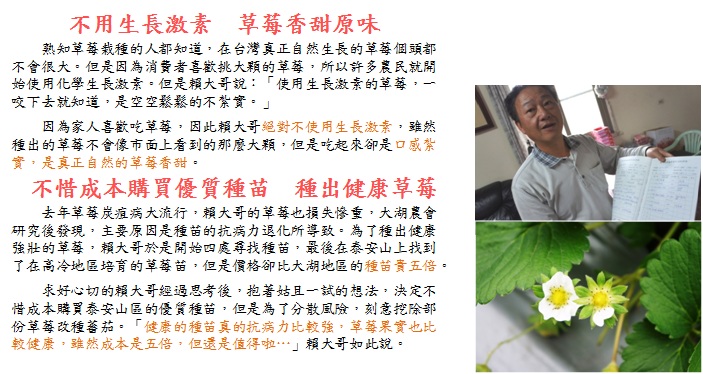 不用生長激素　草莓香甜原味
熟知草莓栽種的人都知道，在台灣真正自然生長的草莓個頭都
不會很大。但是因為消費者喜歡挑大顆的草莓，所以許多農民就開
始使用化學生長激素。但是賴大哥說：「使用生長激素的草莓，一
咬下去就知道，是空空鬆鬆的不紮實。」
因為家人喜歡吃草莓，因此賴大哥絕對不使用生長激素，雖然
種出的草莓不會像市面上看到的那麼大顆，但是吃起來卻是口感紮
實，是真正自然的草莓香甜。
不惜成本購買優質種苗　種出健康草莓
去年草莓炭疽病大流行，賴大哥的草莓也損失慘重，大湖農會
研究後發現，主要原因是種苗的抗病力退化所導致。為了種出健康
強壯的草莓，賴大哥於是開始四處尋找種苗，最後在泰安山上找到
了在高冷地區培育的草莓苗，但是價格卻比大湖地區的種苗貴五倍。
求好心切的賴大哥經過思考後，抱著姑且一試的想法，決定不
惜成本購買泰安山區的優質種苗，但是為了分散風險，刻意挖除部
份草莓改種蕃茄。「健康的種苗真的抗病力比較強，草莓果實也比
較健康，雖然成本是五倍，但還是值得啦…」賴大哥如此說。